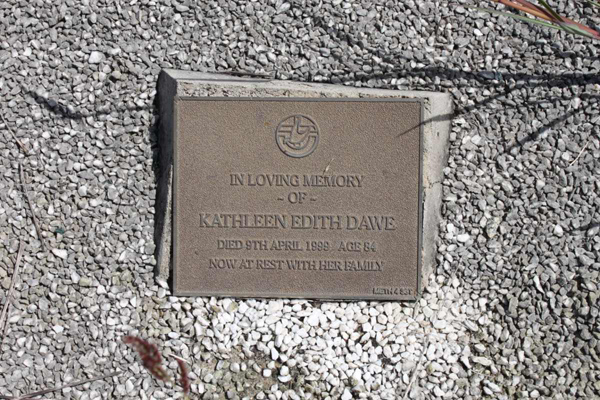 IN LOVING MEMORY
~ OF ~
KATHLEEN EDITH DAWE
DIED 9TH APRIL 1999 AGE 84
NOW AT REST WITH HER FAMILY